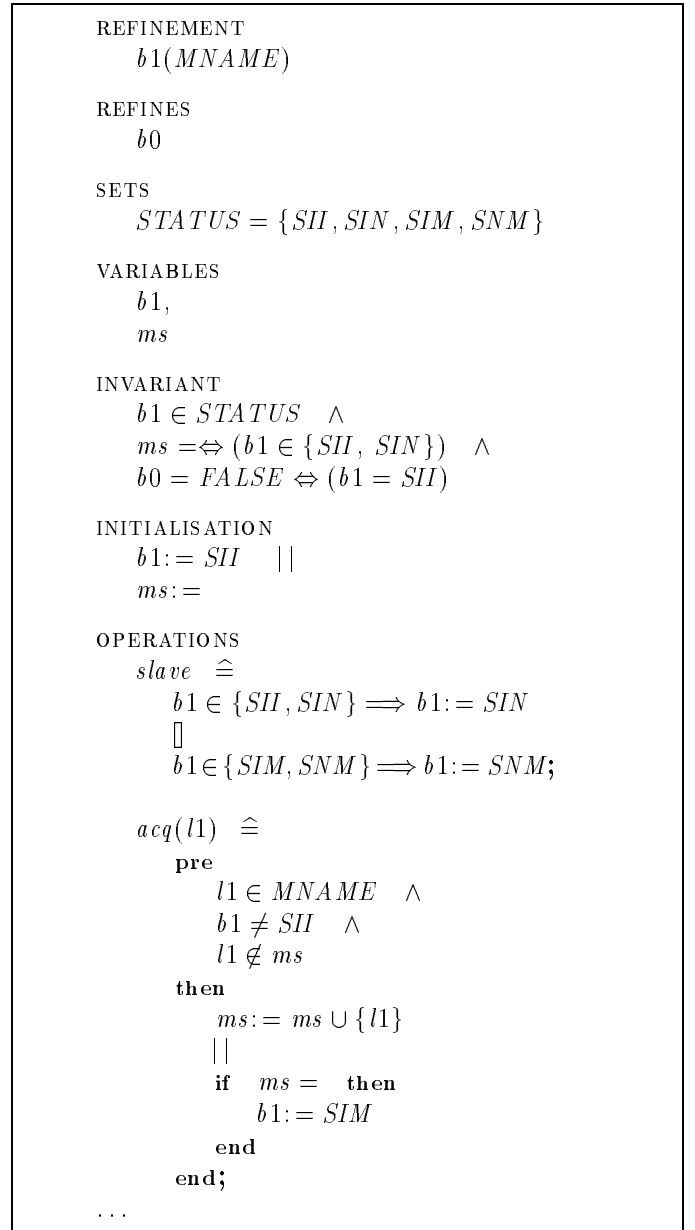 REFINEMENT
b1(MNAME)
REFINES
b0
SETS
STATUS = {SII, SIN, SIM, SNM}
VARIABLES
b1,
ms
INVARIANT
b1 ∈ STATUS ∧
ms =⇔ (b1 ∈ {SII, SIN}) ∧
b0 = FALSE ⇔ (b1 = SII)
INITIALISATION
b1:= SII ||
ms:=
OPERATIONS
slave ≙
b1 ∈ {SII, SIN} ⟹ b1:= SIN
[]
b1∈{SIM, SNM} ⟹ b1:= SNM;
acq(l1) ≙
pre
l1 ∈ MNAME ∧
b1 ≠ SII ∧
l1 ∉ ms
then
ms:= ms ∪ {l1}
||
if ms = then
b1:= SIM
end
end;
...